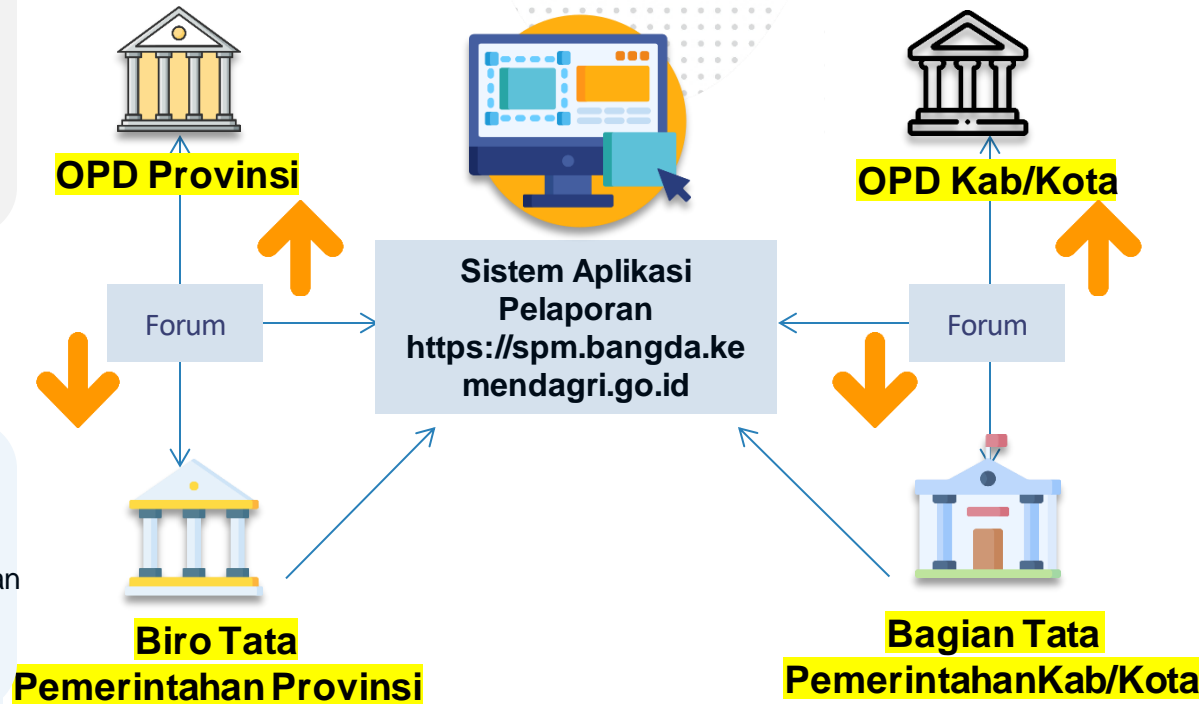 OPD Provinsi
OPD Kab/Kota
Forum
Sistem Aplikasi
Pelaporan
https://spm.bangda.ke
mendagri.go.id
Forum
an
Biro Tata
Pemerintahan Provinsi
Bagian Tata
PemerintahanKab/Kota